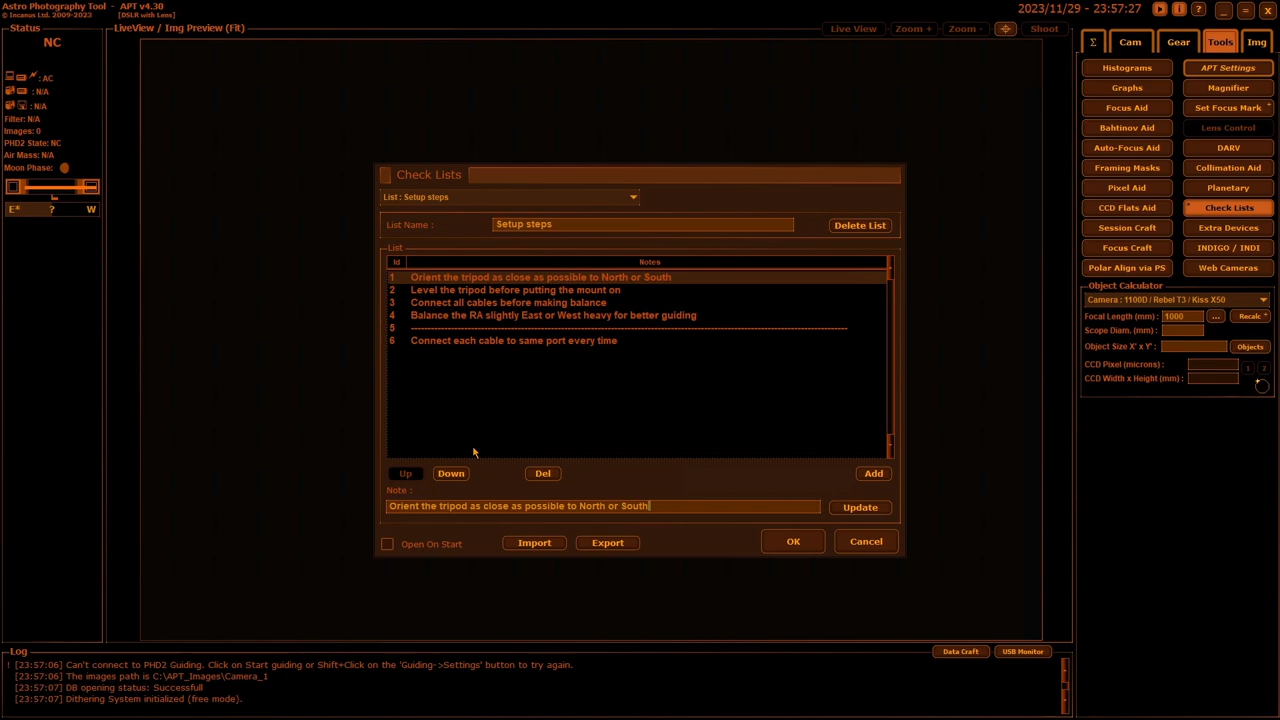 Astro Photography Tool - APT v4.30
© Incanus Ltd. 2009-2023 [DSLR with Lens]
2023/11/29 - 23:57:27
Status
NC
: AC
: N/A
: N/A
Filter: N/A
Images: 0
PHD2 State: NC
Air Mass: N/A
Moon Phase:
E* ? W
LiveView / Img Preview (Fit)
Live View Zoom + Zoom - Shoot
Σ Cam Gear Tools Img
Histograms APT Settings
Graphs Magnifier
Focus Aid Set Focus Mark
Bahtinov Aid Lens Control
Auto-Focus Aid DARV
Framing Masks Collimation Aid
Pixel Aid Planetary
CCD Flats Aid Check Lists
Session Craft Extra Devices
Focus Craft INDIGO / INDI
Polar Align via PS Web Cameras
Object Calculator
Camera : 1100D / Rebel T3 / Kiss X50
Focal Length (mm) : 1000 ... Recalc
Scope Diam. (mm) :
Object Size X' x Y' : Objects
CCD Pixel (microns) : 1 2
CCD Width x Height (mm) :
Check Lists
List : Setup steps
List Name : Setup steps Delete List
List
Id Notes
1 Orient the tripod as close as possible to North or South
2 Level the tripod before putting the mount on
3 Connect all cables before making balance
4 Balance the RA slightly East or West heavy for better guiding
5 ------------------------------------------------------------------------------------------------------------------------
6 Connect each cable to same port every time
Up Down Del Add
Note :
Orient the tripod as close as possible to North or South Update
Open On Start Import Export OK Cancel
Log
Data Craft USB Monitor
! [23:57:06] Can't connect to PHD2 Guiding. Click on Start guiding or Shift+Click on the 'Guiding->Settings' button to try again.
[23:57:06] The images path is C:\APT_Images\Camera_1
[23:57:07] DB opening status: Successfull
[23:57:07] Dithering System initialized (free mode).